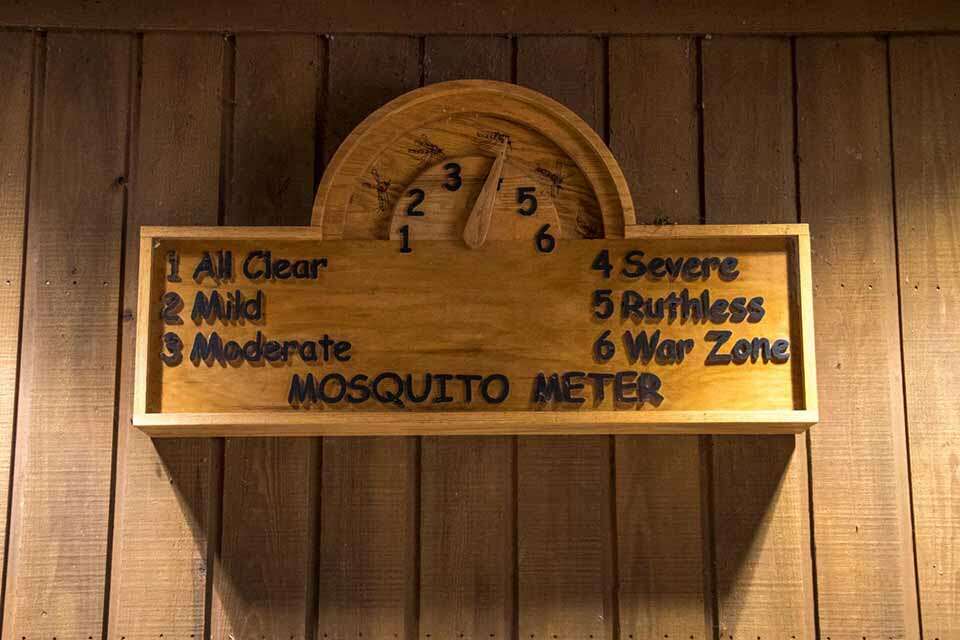 1 2 3 5 6
1 All Clear
2 Mild
3 Moderate
4 Severe
5 Ruthless
6 War Zone
MOSQUITO METER